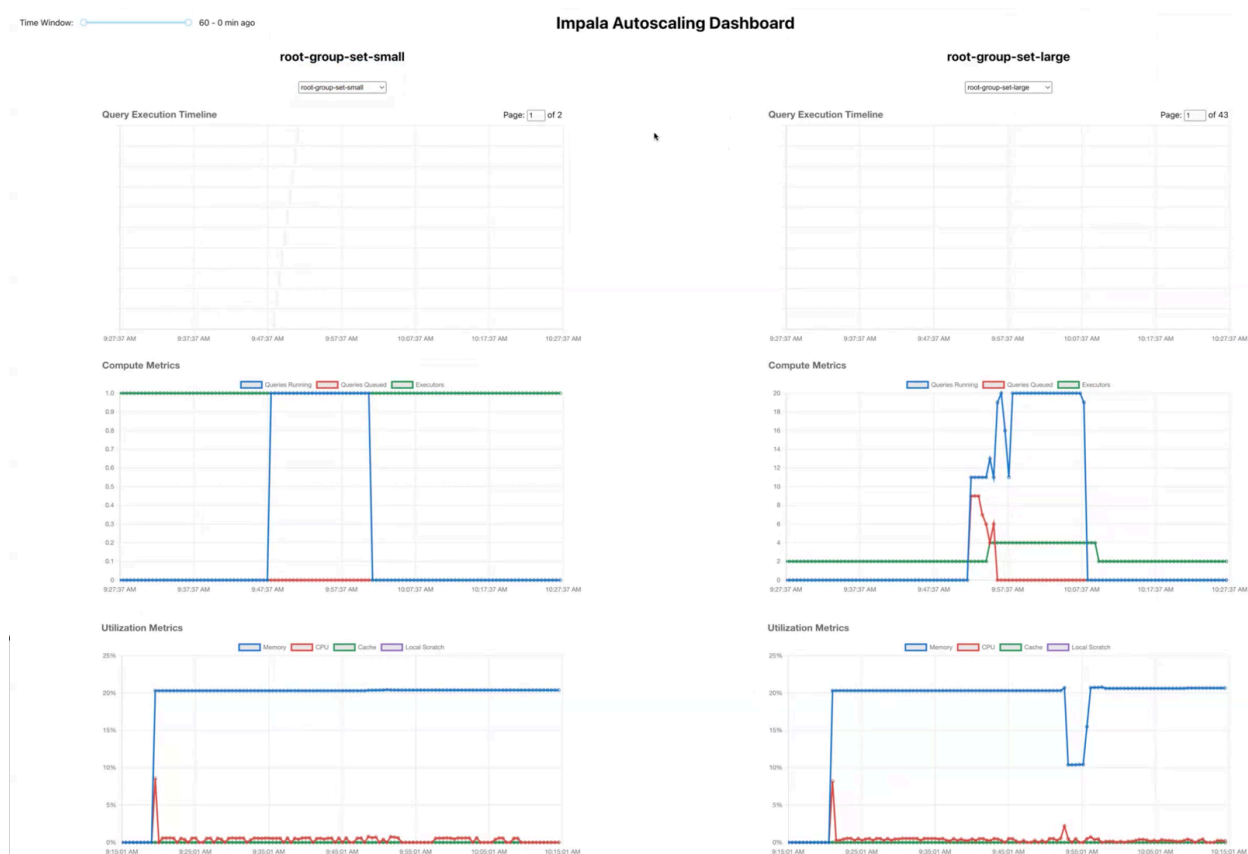 Time Window: 60 - 0 min ago
Impala Autoscaling Dashboard
root-group-set-small
root-group-set-small
Query Execution Timeline
Page: 1 of 2
9:27:37 AM 9:37:37 AM 9:47:37 AM 9:57:37 AM 10:07:37 AM 10:17:37 AM 10:27:37 AM
Compute Metrics
Queries Running Queries Queued Executors
1.0
0.9
0.8
0.7
0.6
0.5
0.4
0.3
0.2
0.1
0
9:27:37 AM 9:37:37 AM 9:47:37 AM 9:57:37 AM 10:07:37 AM 10:17:37 AM 10:27:37 AM
Utilization Metrics
Memory CPU Cache Local Scratch
25%
20%
15%
10%
5%
0%
9:15:01 AM 9:25:01 AM 9:35:01 AM 9:45:01 AM 9:55:01 AM 10:05:01 AM 10:15:01 AM
root-group-set-large
root-group-set-large
Query Execution Timeline
Page: 1 of 43
9:27:37 AM 9:37:37 AM 9:47:37 AM 9:57:37 AM 10:07:37 AM 10:17:37 AM 10:27:37 AM
Compute Metrics
Queries Running Queries Queued Executors
20
18
16
14
12
10
8
6
4
2
0
9:27:37 AM 9:37:37 AM 9:47:37 AM 9:57:37 AM 10:07:37 AM 10:17:37 AM 10:27:37 AM
Utilization Metrics
Memory CPU Cache Local Scratch
25%
20%
15%
10%
5%
0%
9:15:01 AM 9:25:01 AM 9:35:01 AM 9:45:01 AM 9:55:01 AM 10:05:01 AM 10:15:01 AM